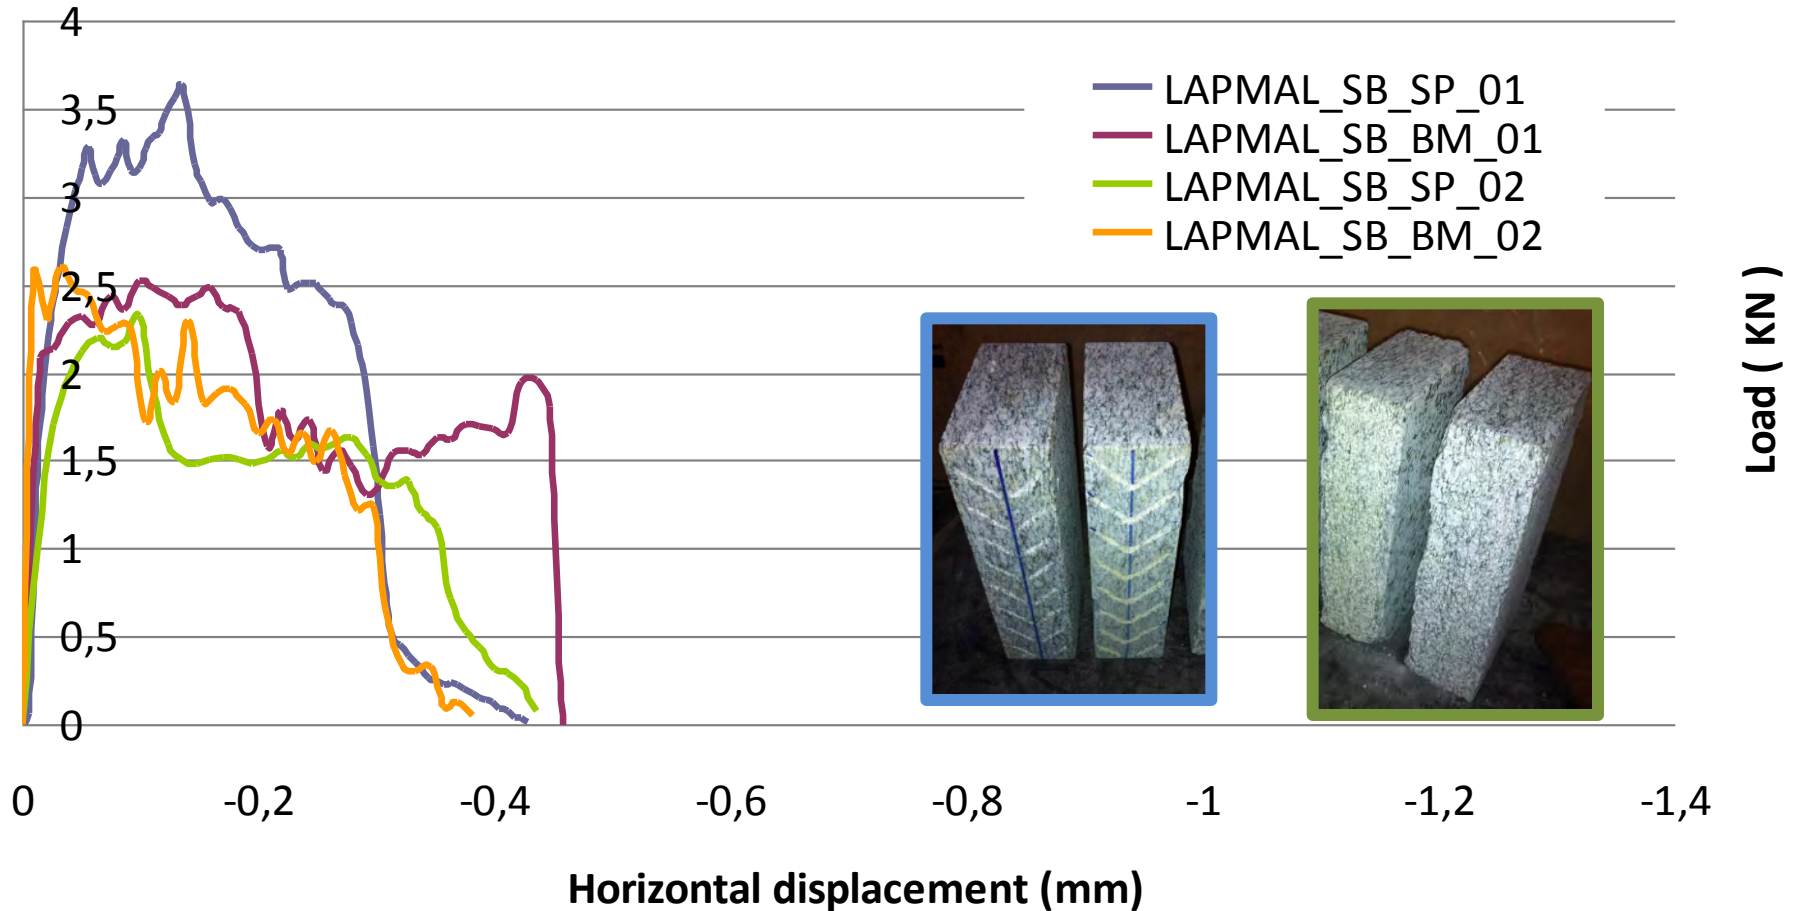 4
3,5
3
2,5
2
1,5
1
0,5
0
LAPMAL_SB_SP_01
LAPMAL_SB_BM_01
LAPMAL_SB_SP_02
LAPMAL_SB_BM_02
Load ( KN )
0 -0,2 -0,4 -0,6 -0,8 -1 -1,2 -1,4
Horizontal displacement (mm)